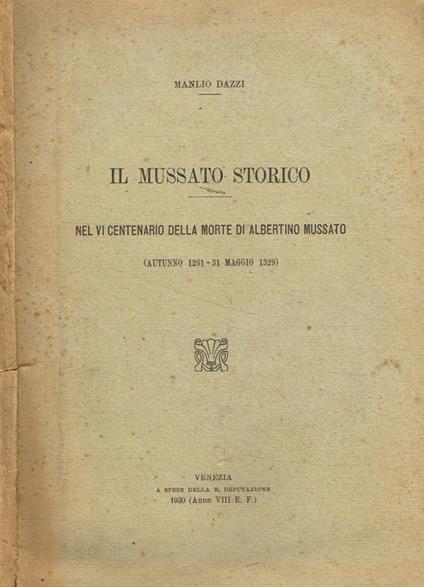 MANLIO DAZZI
IL MUSSATO STORICO
NEL VI CENTENARIO DELLA MORTE DI ALBERTINO MUSSATO
(AUTUNNO 1261-31 MAGGIO 1329)
VENEZIA
A SPESE DELLA R. DEPUTAZIONE
1930 (Anno VIII-E. F.)